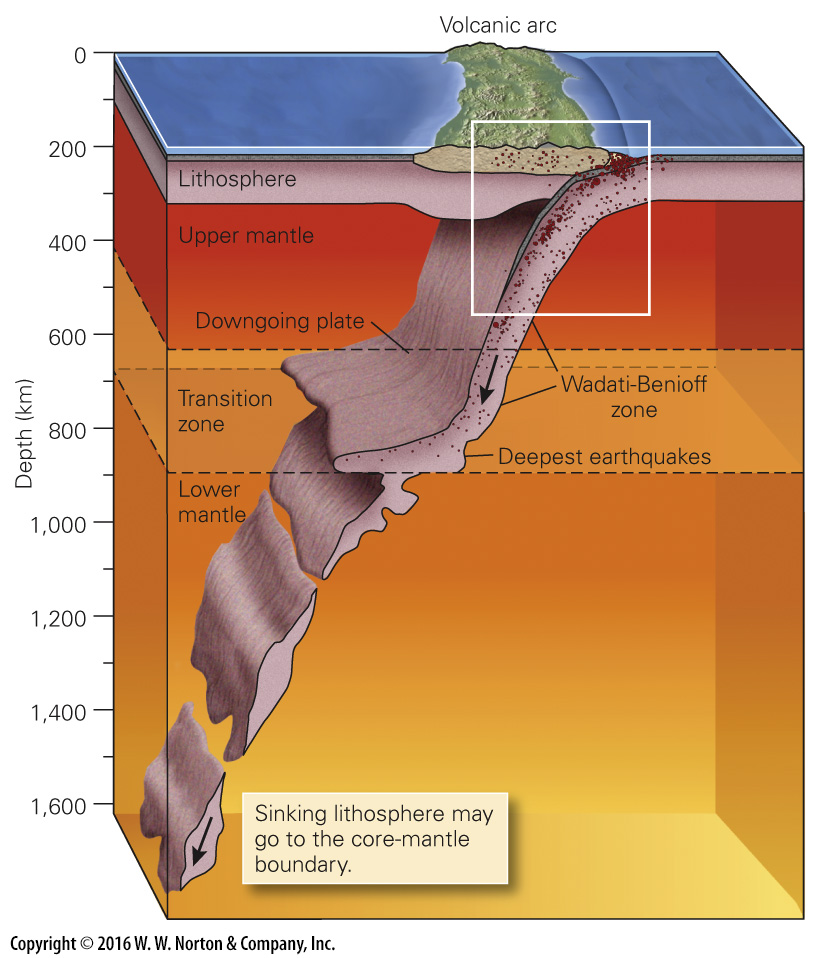 Volcanic arc
0
200
400
600
800
1,000
1,200
1,400
1,600
Depth (km)
Lithosphere
Upper mantle
Downgoing plate
Transition
zone
Wadati-Benioff
zone
Deepest earthquakes
Lower
mantle
Sinking lithosphere may
go to the core-mantle
boundary.
Copyright © 2016 W. W. Norton & Company, Inc.